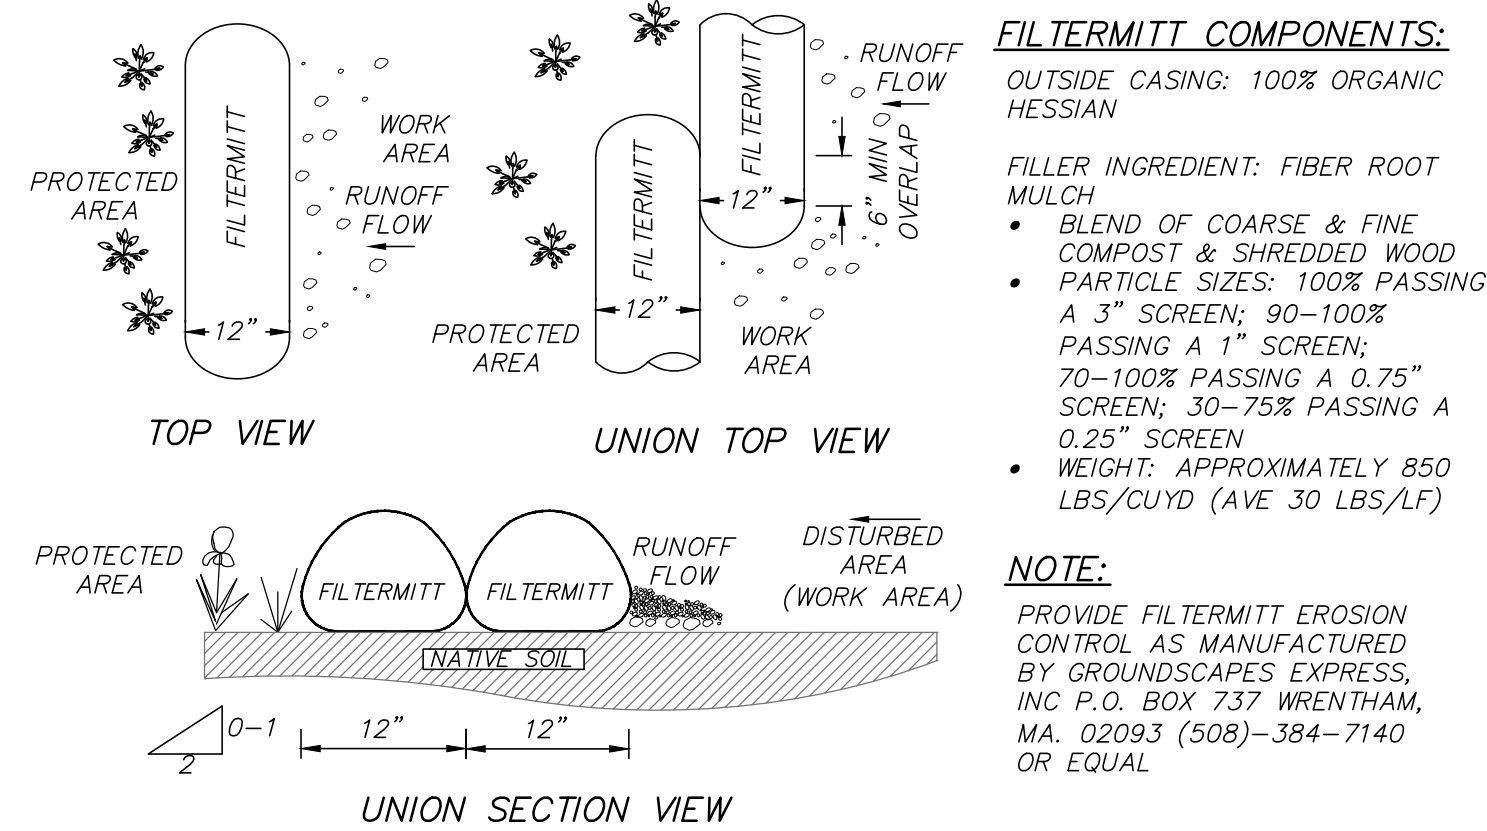 PROTECTED
AREA
FILTERMITT
12"
WORK
AREA
RUNOFF
FLOW
TOP VIEW
FILTERMITT
12"
FILTERMITT
12"
RUNOFF
FLOW
6" MIN
OVERLAP
PROTECTED
AREA
WORK
AREA
UNION TOP VIEW
PROTECTED
AREA
FILTERMITT
FILTERMITT
RUNOFF
FLOW
DISTURBED
AREA
(WORK AREA)
NATIVE SOIL
0-1
2
12"
12"
UNION SECTION VIEW
FILTERMITT COMPONENTS:
OUTSIDE CASING: 100% ORGANIC
HESSIAN
FILLER INGREDIENT: FIBER ROOT
MULCH
• BLEND OF COARSE & FINE
COMPOST & SHREDDED WOOD
• PARTICLE SIZES: 100% PASSING
A 3" SCREEN; 90-100%
PASSING A 1" SCREEN;
70-100% PASSING A 0.75"
SCREEN; 30-75% PASSING A
0.25" SCREEN
• WEIGHT: APPROXIMATELY 850
LBS/CUYD (AVE 30 LBS/LF)
NOTE:
PROVIDE FILTERMITT EROSION
CONTROL AS MANUFACTURED
BY GROUNDSCAPES EXPRESS,
INC P.O. BOX 737 WRENTHAM,
MA. 02093 (508)-384-7140
OR EQUAL